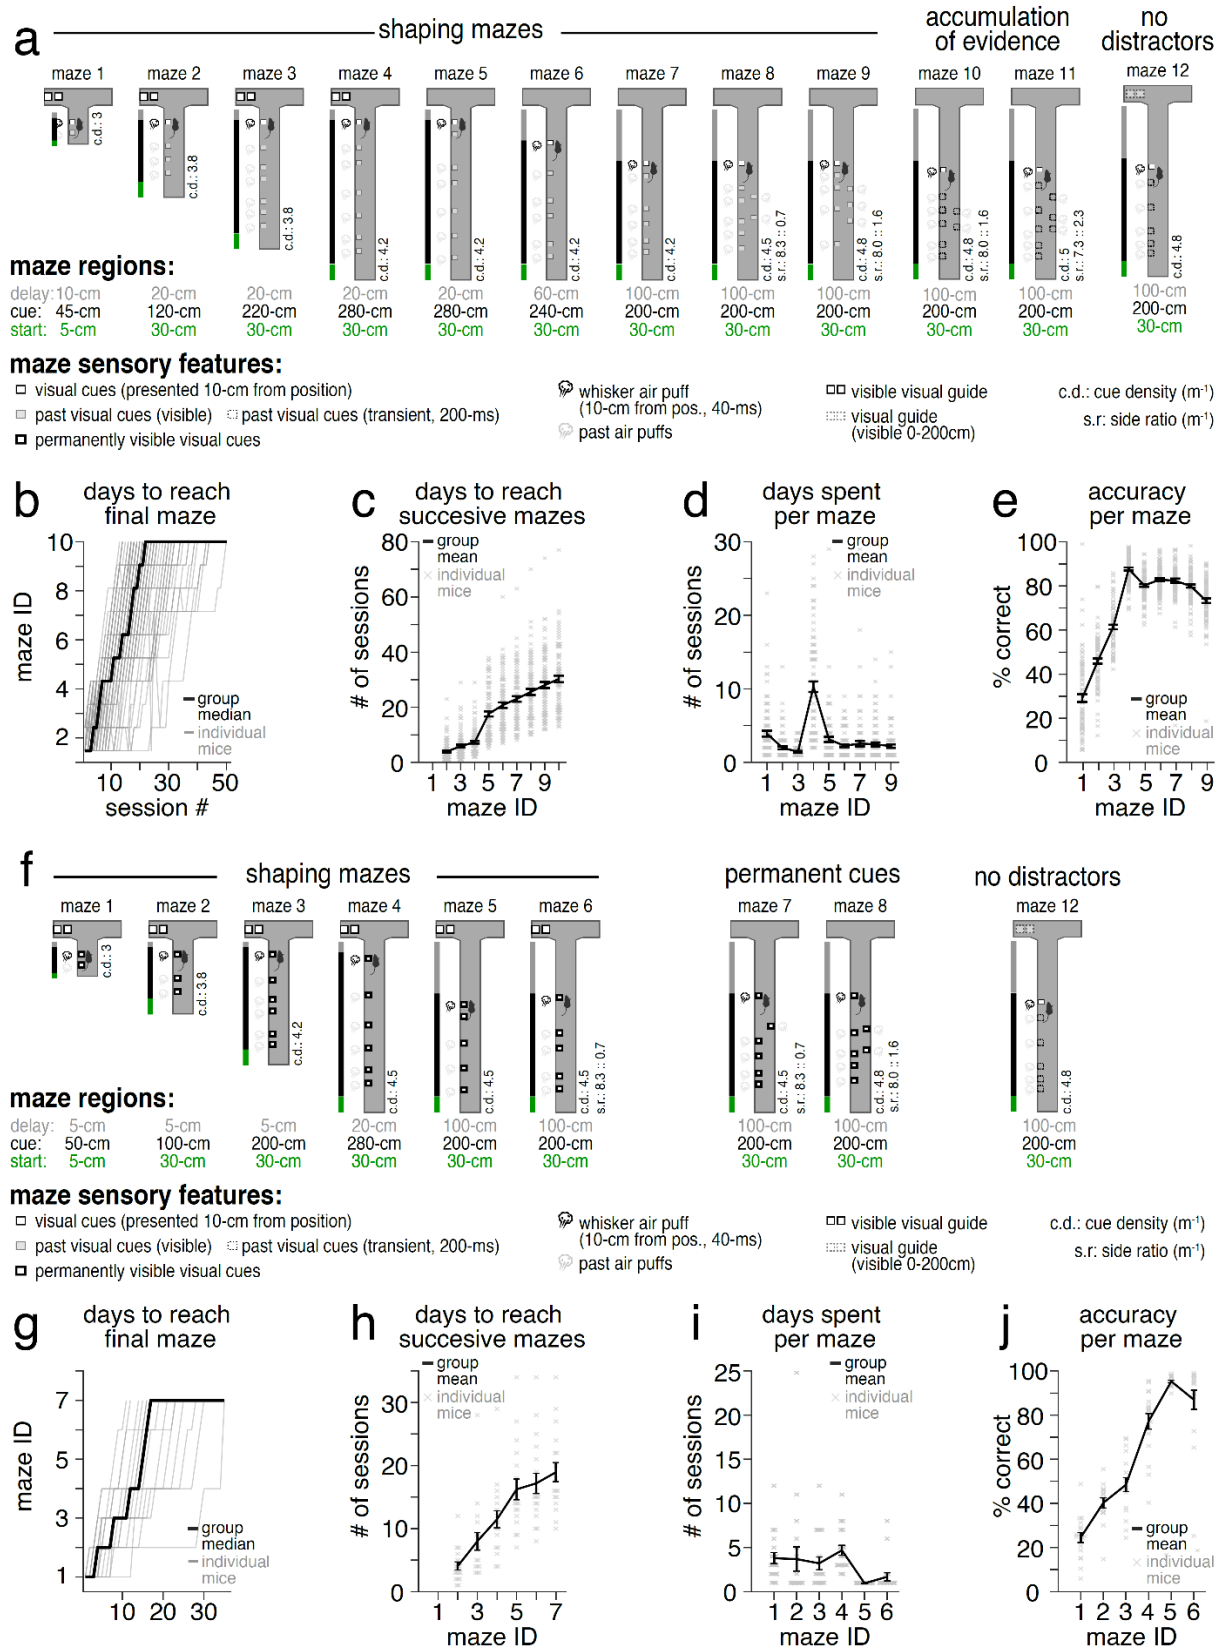 a
shaping mazes
accumulation
of evidence
no
distractors
maze 1 maze 2 maze 3 maze 4 maze 5 maze 6 maze 7 maze 8 maze 9 maze 10 maze 11 maze 12
c.d.: 3
c.d.: 3.8
c.d.: 3.8
c.d.: 4.2
c.d.: 4.2
c.d.: 4.2
c.d.: 4.2
c.d.: 4.5
s.r.: 8.3 :: 0.7
c.d.: 4.8
s.r.: 8.0 :: 1.6
c.d.: 4.8
s.r.: 8.0 :: 1.6
c.d.: 5
s.r.: 7.3 :: 2.3
c.d.: 4.8
maze regions:
delay: 10-cm 20-cm 20-cm 20-cm 20-cm 60-cm 100-cm 100-cm 100-cm 100-cm 100-cm 100-cm
cue: 45-cm 120-cm 220-cm 280-cm 280-cm 240-cm 200-cm 200-cm 200-cm 200-cm 200-cm 200-cm
start: 5-cm 30-cm 30-cm 30-cm 30-cm 30-cm 30-cm 30-cm 30-cm 30-cm 30-cm 30-cm
maze sensory features:
visual cues (presented 10-cm from position)
past visual cues (visible) past visual cues (transient, 200-ms)
permanently visible visual cues
whisker air puff
(10-cm from pos., 40-ms)
past air puffs
visible visual guide
visual guide
(visible 0-200cm)
c.d.: cue density (m⁻¹)
s.r: side ratio (m⁻¹)
b
days to reach
final maze
maze ID
10
8
6
4
2
group
median
individual
mice
10 30 50
session #
c
days to reach
succesive mazes
# of sessions
80
60
40
20
0
group
mean
individual
mice
1 3 5 7 9
maze ID
d
days spent
per maze
# of sessions
30
20
10
0
group
mean
individual
mice
1 3 5 7 9
maze ID
e
accuracy
per maze
% correct
100
80
60
40
20
0
group
mean
individual
mice
1 3 5 7 9
maze ID
f
shaping mazes
permanent cues
no distractors
maze 1 maze 2 maze 3 maze 4 maze 5 maze 6 maze 7 maze 8 maze 12
c.d.: 3
c.d.: 3.8
c.d.: 4.2
c.d.: 4.5
c.d.: 4.5
c.d.: 4.5
s.r.: 8.3 :: 0.7
c.d.: 4.5
s.r.: 8.3 :: 0.7
c.d.: 4.8
s.r.: 8.0 :: 1.6
c.d.: 4.8
maze regions:
delay: 5-cm 5-cm 5-cm 20-cm 100-cm 100-cm 100-cm 100-cm 100-cm
cue: 50-cm 100-cm 200-cm 280-cm 200-cm 200-cm 200-cm 200-cm 200-cm
start: 5-cm 30-cm 30-cm 30-cm 30-cm 30-cm 30-cm 30-cm 30-cm
maze sensory features:
visual cues (presented 10-cm from position)
past visual cues (visible) past visual cues (transient, 200-ms)
permanently visible visual cues
whisker air puff
(10-cm from pos., 40-ms)
past air puffs
visible visual guide
visual guide
(visible 0-200cm)
c.d.: cue density (m⁻¹)
s.r: side ratio (m⁻¹)
g
days to reach
final maze
maze ID
7
5
3
1
group
median
individual
mice
10 20 30
session #
h
days to reach
succesive mazes
# of sessions
30
20
10
0
group
mean
individual
mice
1 3 5 7
maze ID
i
days spent
per maze
# of sessions
25
20
15
10
5
0
group
mean
individual
mice
1 2 3 4 5 6
maze ID
j
accuracy
per maze
% correct
100
80
60
40
20
0
group
mean
individual
mice
1 2 3 4 5 6
maze ID